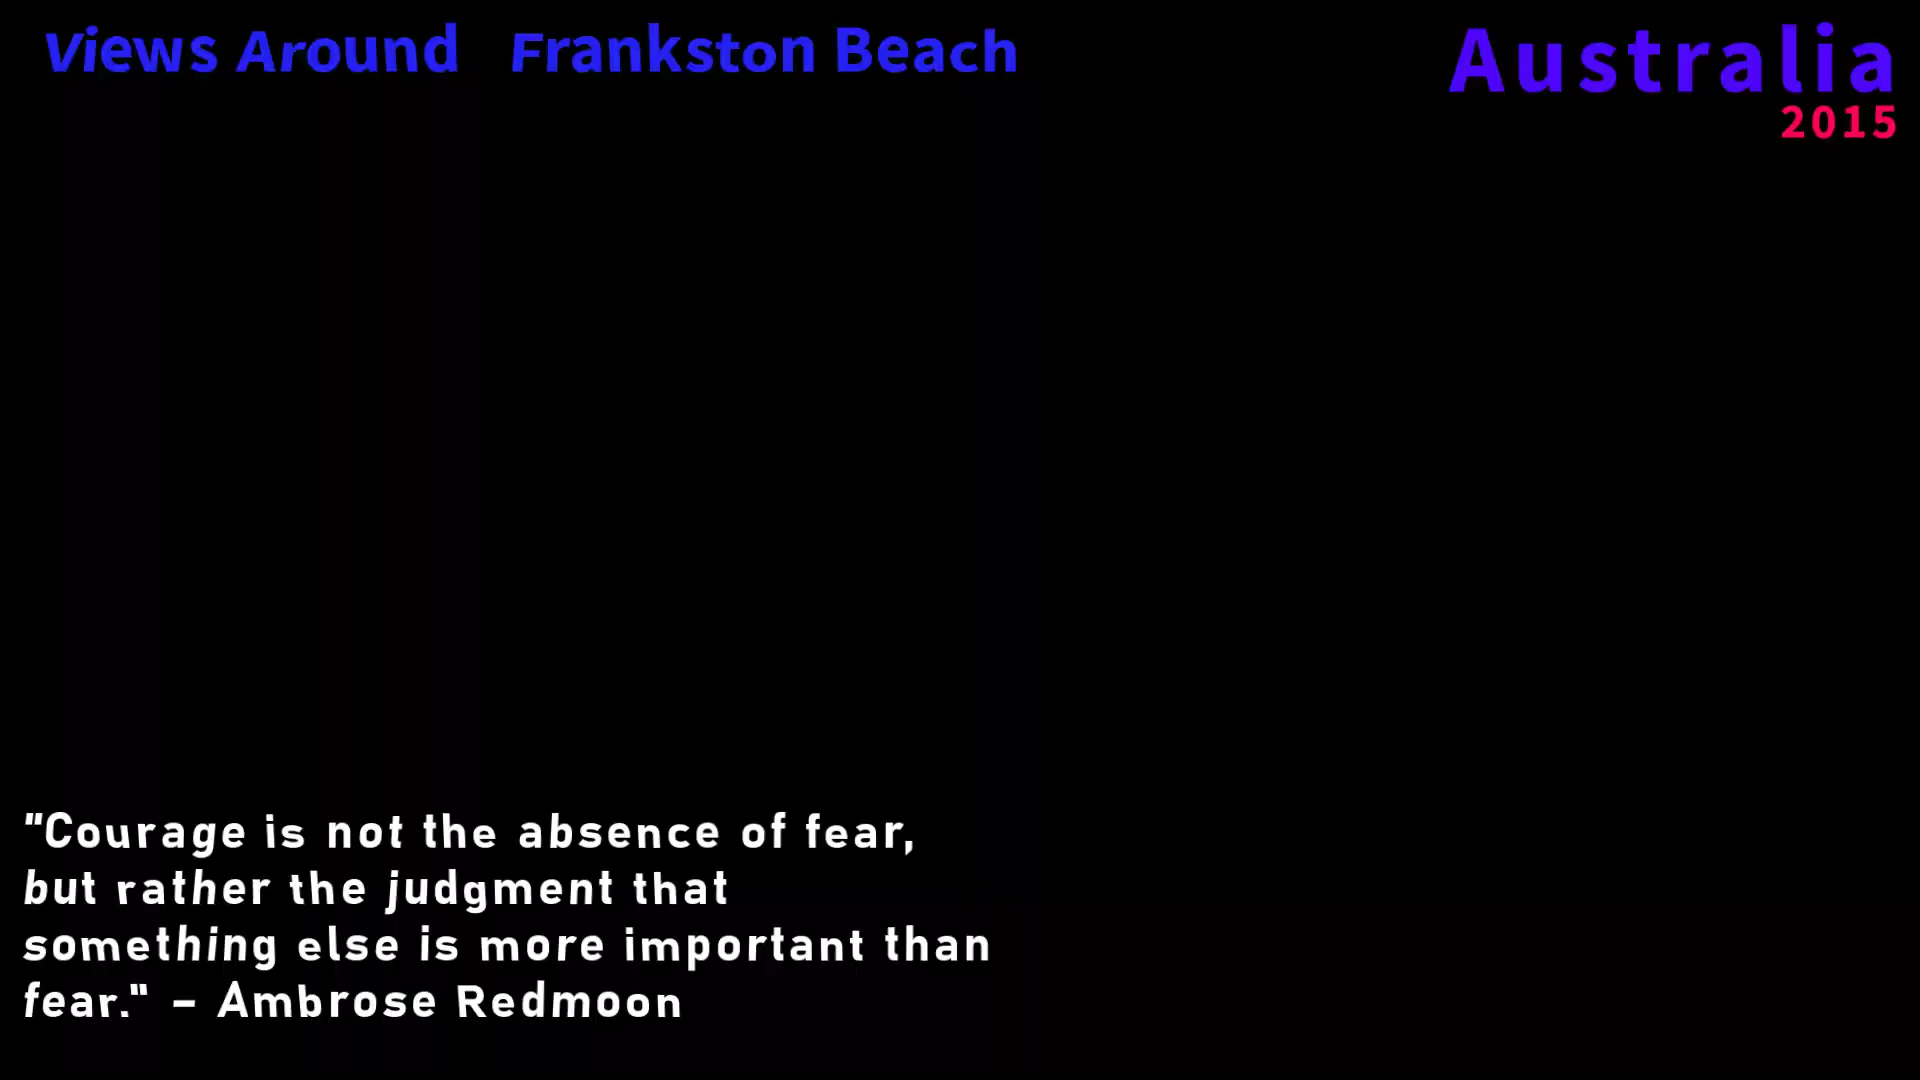 Views Around Frankston Beach
Australia
2015
"Courage is not the absence of fear,
but rather the judgment that
something else is more important than
fear." – Ambrose Redmoon